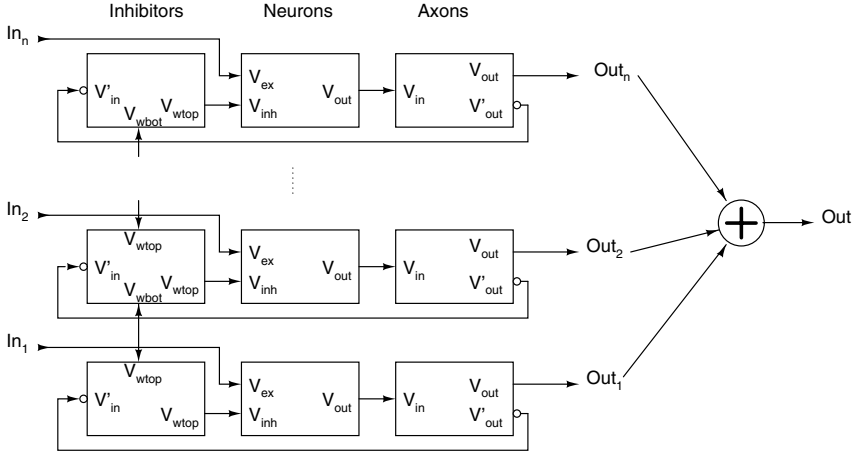 Inhibitors Neurons Axons
In_n
V'_in V_wtop V_wbot V_ex V_inh V_out V_in V_out V'_out Out_n
In_2
V_wtop V'_in V_wtop V_wbot V_ex V_inh V_out V_in V_out V'_out Out_2
Out
In_1
V_wtop V'_in V_wtop V_ex V_inh V_out V_in V_out V'_out Out_1